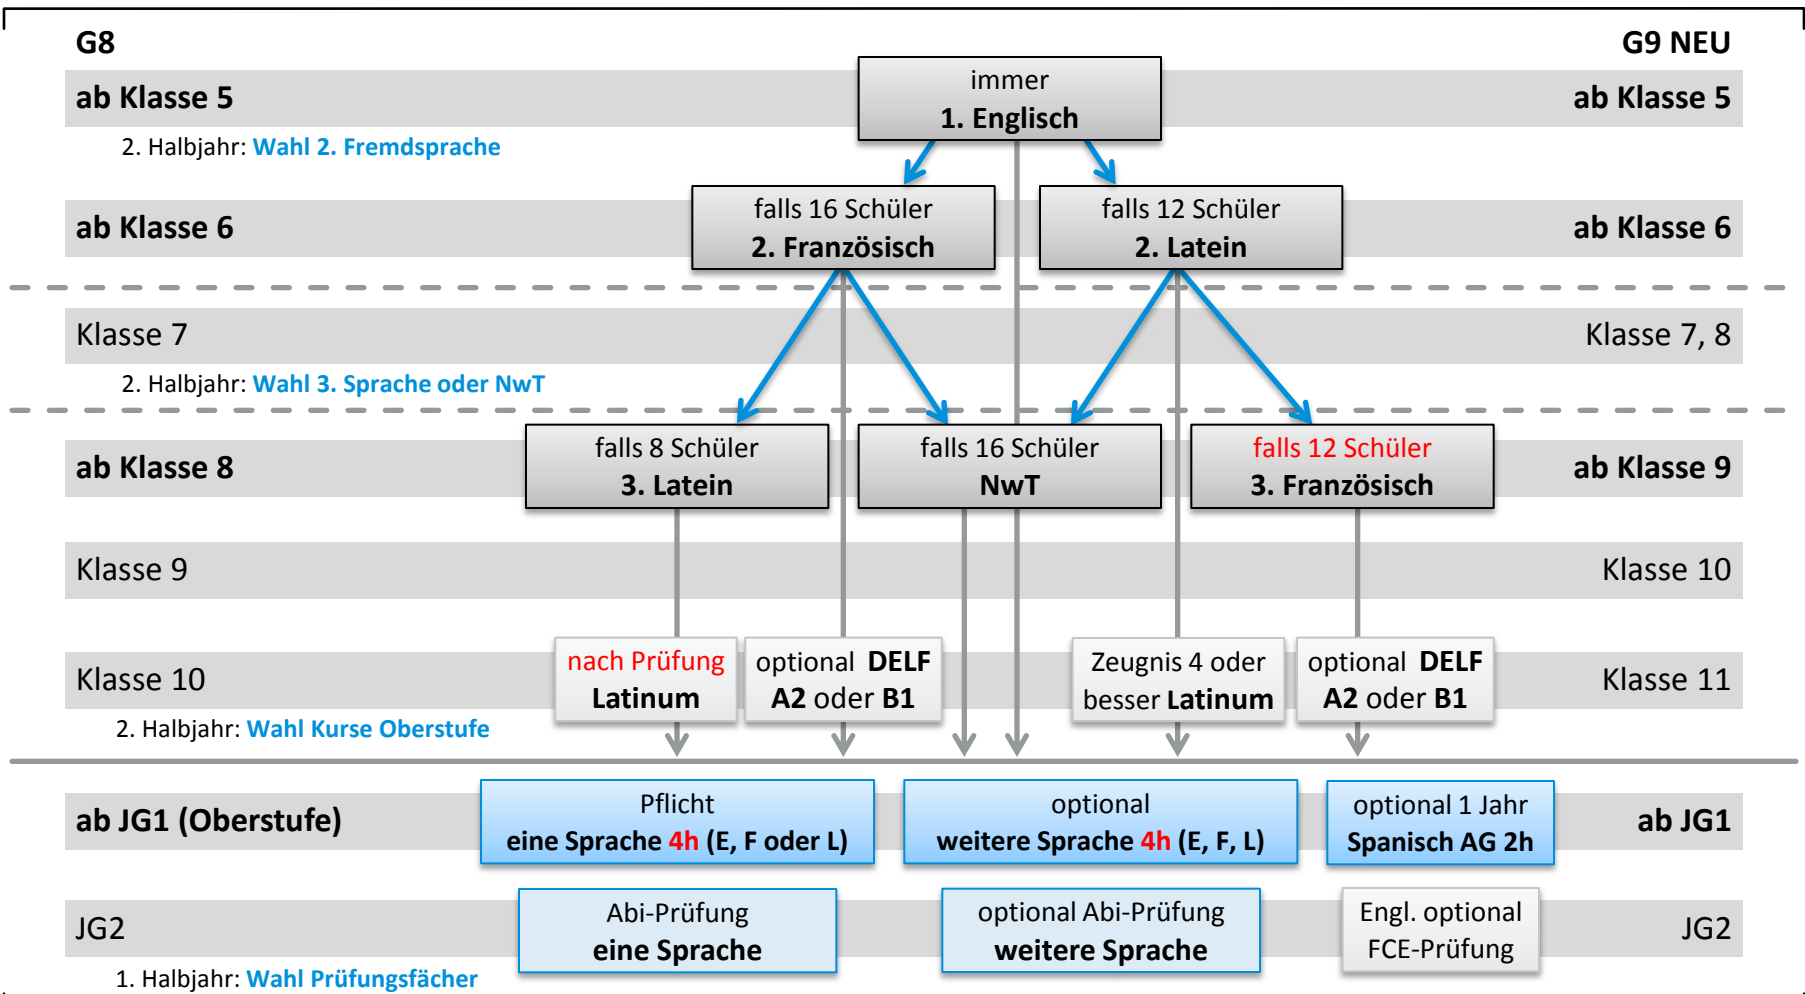 G8
G9 NEU
ab Klasse 5
immer
1. Englisch
ab Klasse 5
2. Halbjahr: Wahl 2. Fremdsprache
ab Klasse 6
falls 16 Schüler
2. Französisch
falls 12 Schüler
2. Latein
ab Klasse 6
Klasse 7
Klasse 7, 8
2. Halbjahr: Wahl 3. Sprache oder NwT
ab Klasse 8
falls 8 Schüler
3. Latein
falls 16 Schüler
NwT
falls 12 Schüler
3. Französisch
ab Klasse 9
Klasse 9
Klasse 10
Klasse 10
nach Prüfung
Latinum
optional DELF
A2 oder B1
Zeugnis 4 oder
besser Latinum
optional DELF
A2 oder B1
Klasse 11
2. Halbjahr: Wahl Kurse Oberstufe
ab JG1 (Oberstufe)
Pflicht
eine Sprache 4h (E, F oder L)
optional
weitere Sprache 4h (E, F, L)
optional 1 Jahr
Spanisch AG 2h
ab JG1
JG2
Abi-Prüfung
eine Sprache
optional Abi-Prüfung
weitere Sprache
Engl. optional
FCE-Prüfung
JG2
1. Halbjahr: Wahl Prüfungsfächer